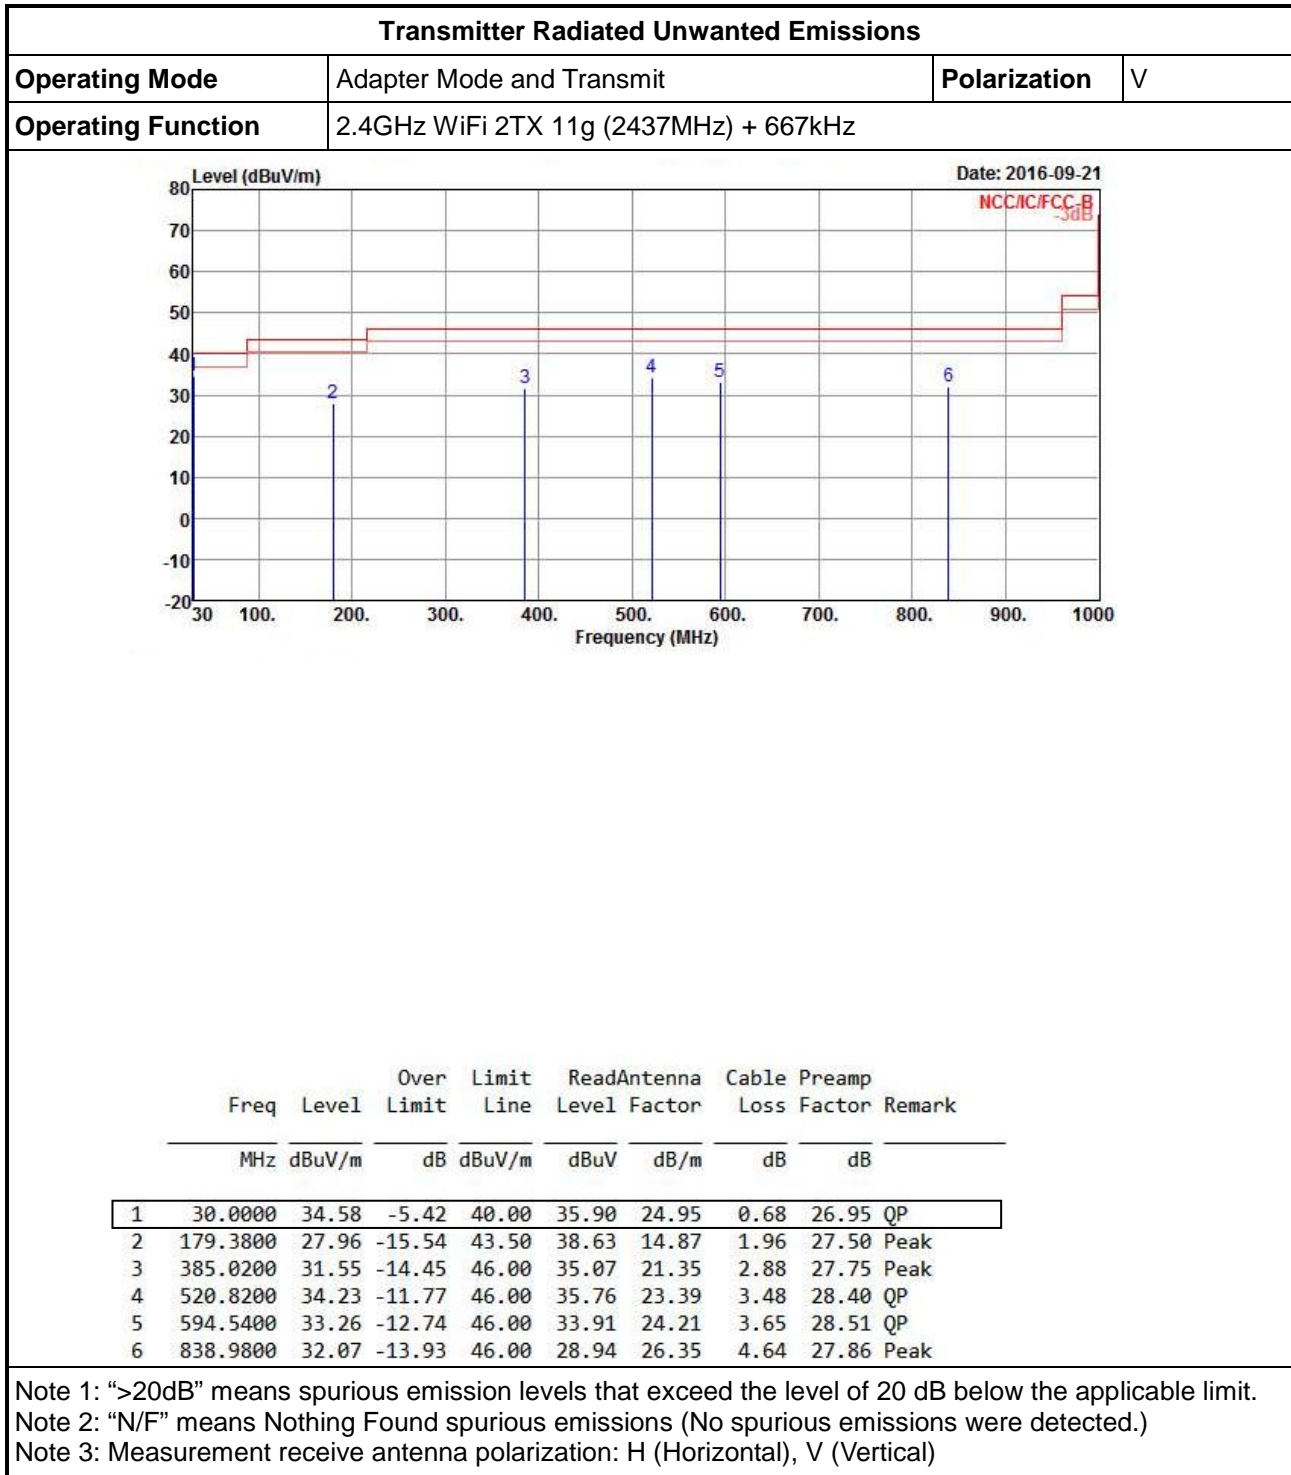 Transmitter Radiated Unwanted Emissions
Operating Mode Adapter Mode and Transmit Polarization V
Operating Function 2.4GHz WiFi 2TX 11g (2437MHz) + 667kHz
Level (dBuV/m) Date: 2016-09-21
80
NCC/IC/FCC-B
-3dB
70
60
50
40
30
20
10
0
-10
-20
2 3 4 5 6
30 100. 200. 300. 400. 500. 600. 700. 800. 900. 1000
Frequency (MHz)
Over Limit ReadAntenna Cable Preamp
Freq Level Limit Line Level Factor Loss Factor Remark
MHz dBuV/m dB dBuV/m dBuV dB/m dB dB
1 30.0000 34.58 -5.42 40.00 35.90 24.95 0.68 26.95 QP
2 179.3800 27.96 -15.54 43.50 38.63 14.87 1.96 27.50 Peak
3 385.0200 31.55 -14.45 46.00 35.07 21.35 2.88 27.75 Peak
4 520.8200 34.23 -11.77 46.00 35.76 23.39 3.48 28.40 QP
5 594.5400 33.26 -12.74 46.00 33.91 24.21 3.65 28.51 QP
6 838.9800 32.07 -13.93 46.00 28.94 26.35 4.64 27.86 Peak
Note 1: “>20dB” means spurious emission levels that exceed the level of 20 dB below the applicable limit.
Note 2: “N/F” means Nothing Found spurious emissions (No spurious emissions were detected.)
Note 3: Measurement receive antenna polarization: H (Horizontal), V (Vertical)